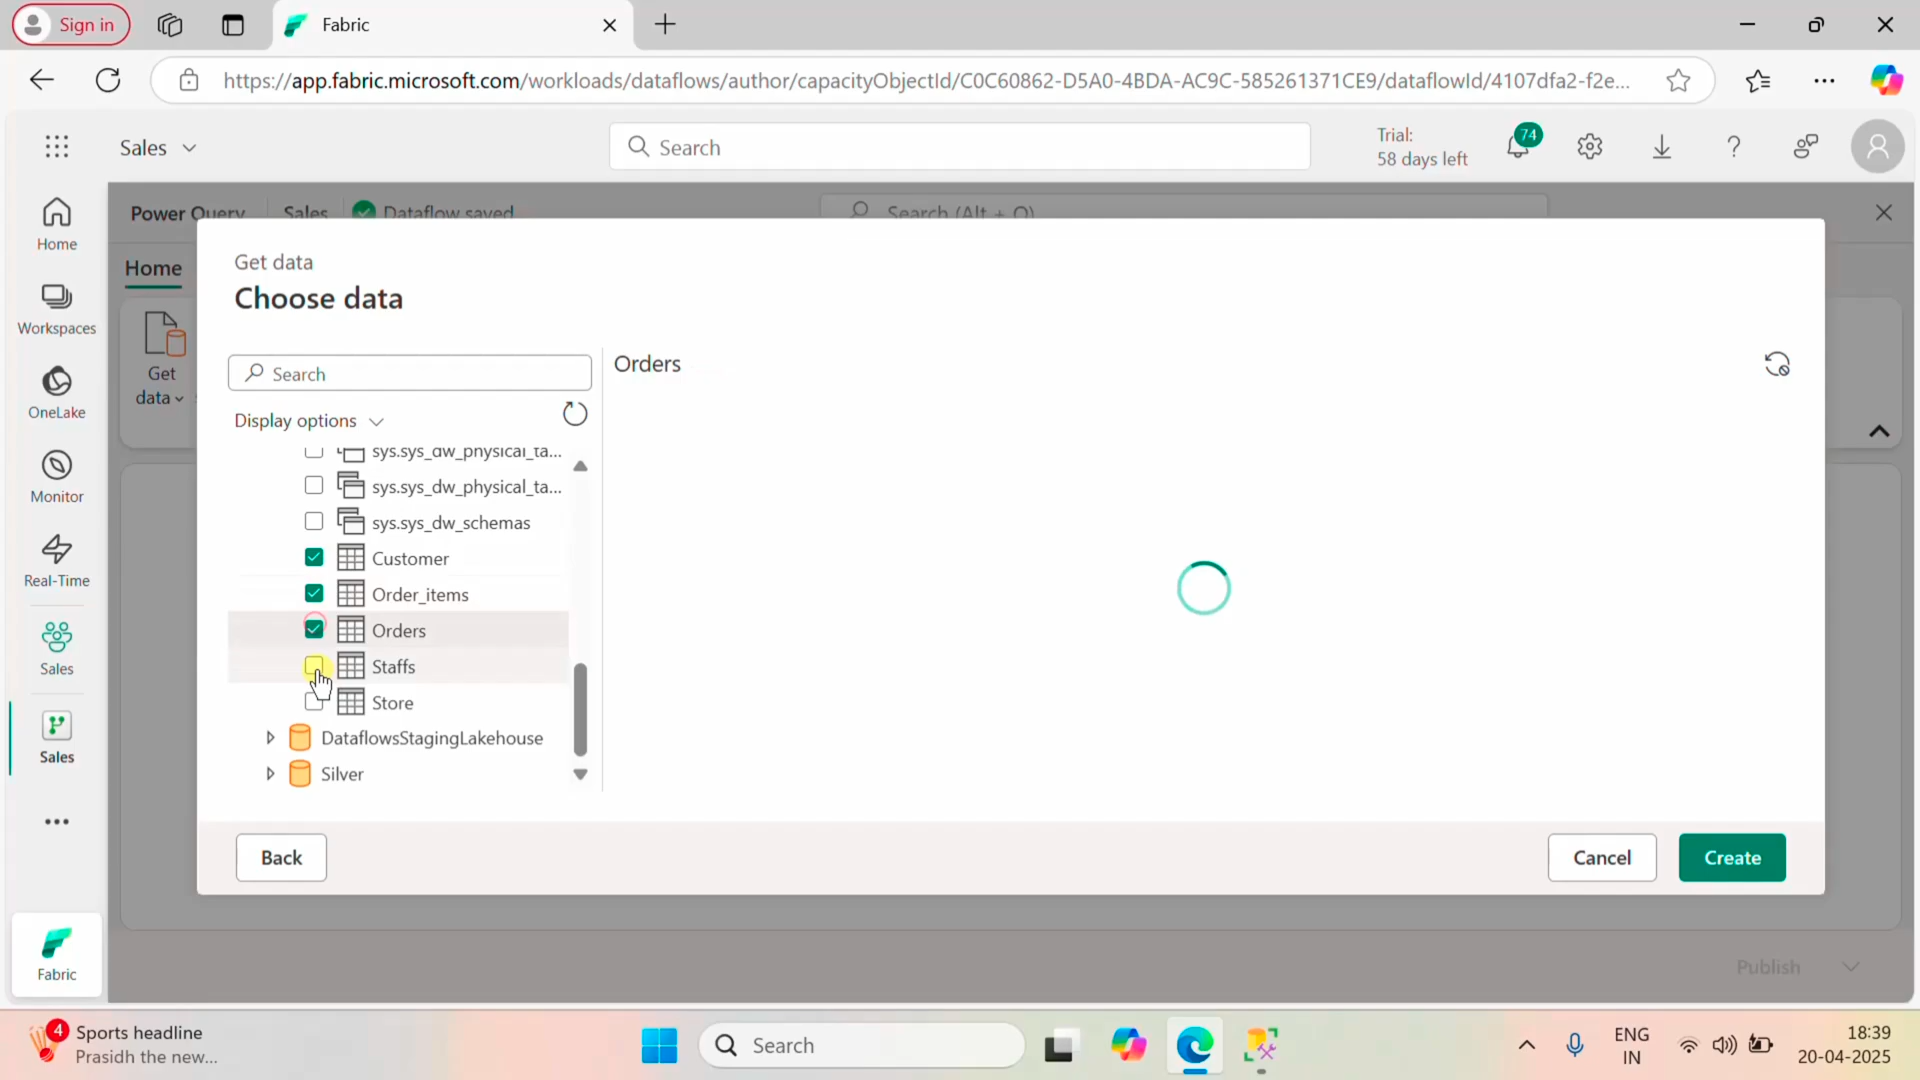 Sign in
Fabric
https://app.fabric.microsoft.com/workloads/dataflows/author/capacityObjectId/C0C60862-D5A0-4BDA-AC9C-585261371CE9/dataflowId/4107dfa2-f2e...
Sales
Search
Trial:
58 days left
74
Home
Workspaces
OneLake
Monitor
Real-Time
Sales
Sales
Fabric
Power Query
Sales
Dataflow saved
Search (Alt + Q)
Home
Get
data
Get data
Choose data
Search
Display options
sys.sys_dw_physical_ta...
sys.sys_dw_physical_ta...
sys.sys_dw_schemas
Customer
Order_items
Orders
Staffs
Store
DataflowsStagingLakehouse
Silver
Orders
Back
Cancel
Create
Publish
4
Sports headline
Prasidh the new...
Search
ENG
IN
18:39
20-04-2025